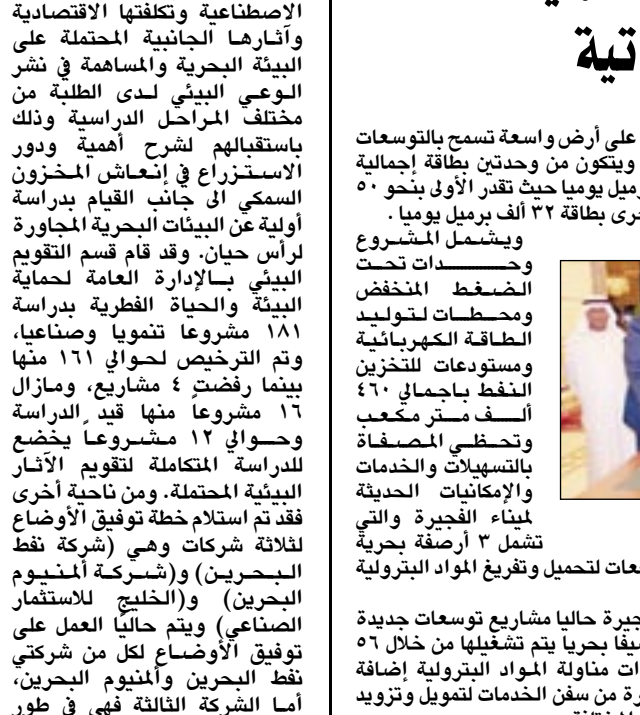 الاصطناعية وتكلفتها الاقتصادية
وآثارها الجانبية المحتملة على
البيئة البحرية والمساهمة في نشر
الوعي البيئي لدى الطلبة من
مختلف المراحل الدراسية وذلك
باستقبالهم لشرح أهمية ودور
الاستزراع في إنعاش المخزون
السمكي الى جانب القيام بدراسة
أولية عن البيئات البحرية المجاورة
لرأس حيان. وقد قام قسم التقويم
البيئي بالإدارة العامة لحماية
البيئة والحياة الفطرية بدراسة
١٨١ مشروعا تنمويا وصناعيا،
وتم الترخيص لحوالي ١٦١ منها
بينما رفضت ٤ مشاريع، ومازال
١٦ مشروعاً منها قيد الدراسة
وحوالي ١٢ مشروعاً يخضع
للدراسة المتكاملة لتقويم الآثار
البيئية المحتملة. ومن ناحية أخرى
فقد تم استلام خطة توفيق الأوضاع
لثلاثة شركات وهي (شركة نفط
البحرين) و(شركة ألمنيوم
البحرين) و(الخليج للاستثمار
الصناعي) ويتم حاليًا العمل على
توفيق الأوضاع لكل من شركتي
نفط البحرين وألمنيوم البحرين،
أما الشركة الثالثة فهي في طور
اتية
على أرض واسعة تسمح بالتوسعات
ويتكون من وحدتين بطاقة إجمالية
رميل يوميا حيث تقدر الأولى بنحو ٥٠
خرى بطاقة ٣٢ ألف برميل يوميا .
ويشمل المشروع
وحدات تحت
الضغط المنخفض
ومحطات لتوليد
الطاقة الكهربائية
ومستودعات للتخزين
النفط باجمالي ٤٦٠
ألف متر مكعب
وتحظي المصفاة
بالتسهيلات والخدمات
والإمكانيات الحديثة
لميناء الفجيرة والتي
تشمل ٣ أرصفة بحرية
عات لتحميل وتفريغ المواد البترولية
جيرة حاليا مشاريع توسعات جديدة
سيفا بحريا يتم تشغيلها من خلال ٥٦
ات مناولة المواد البترولية إضافة
رة من سفن الخدمات لتمويل وتزويد